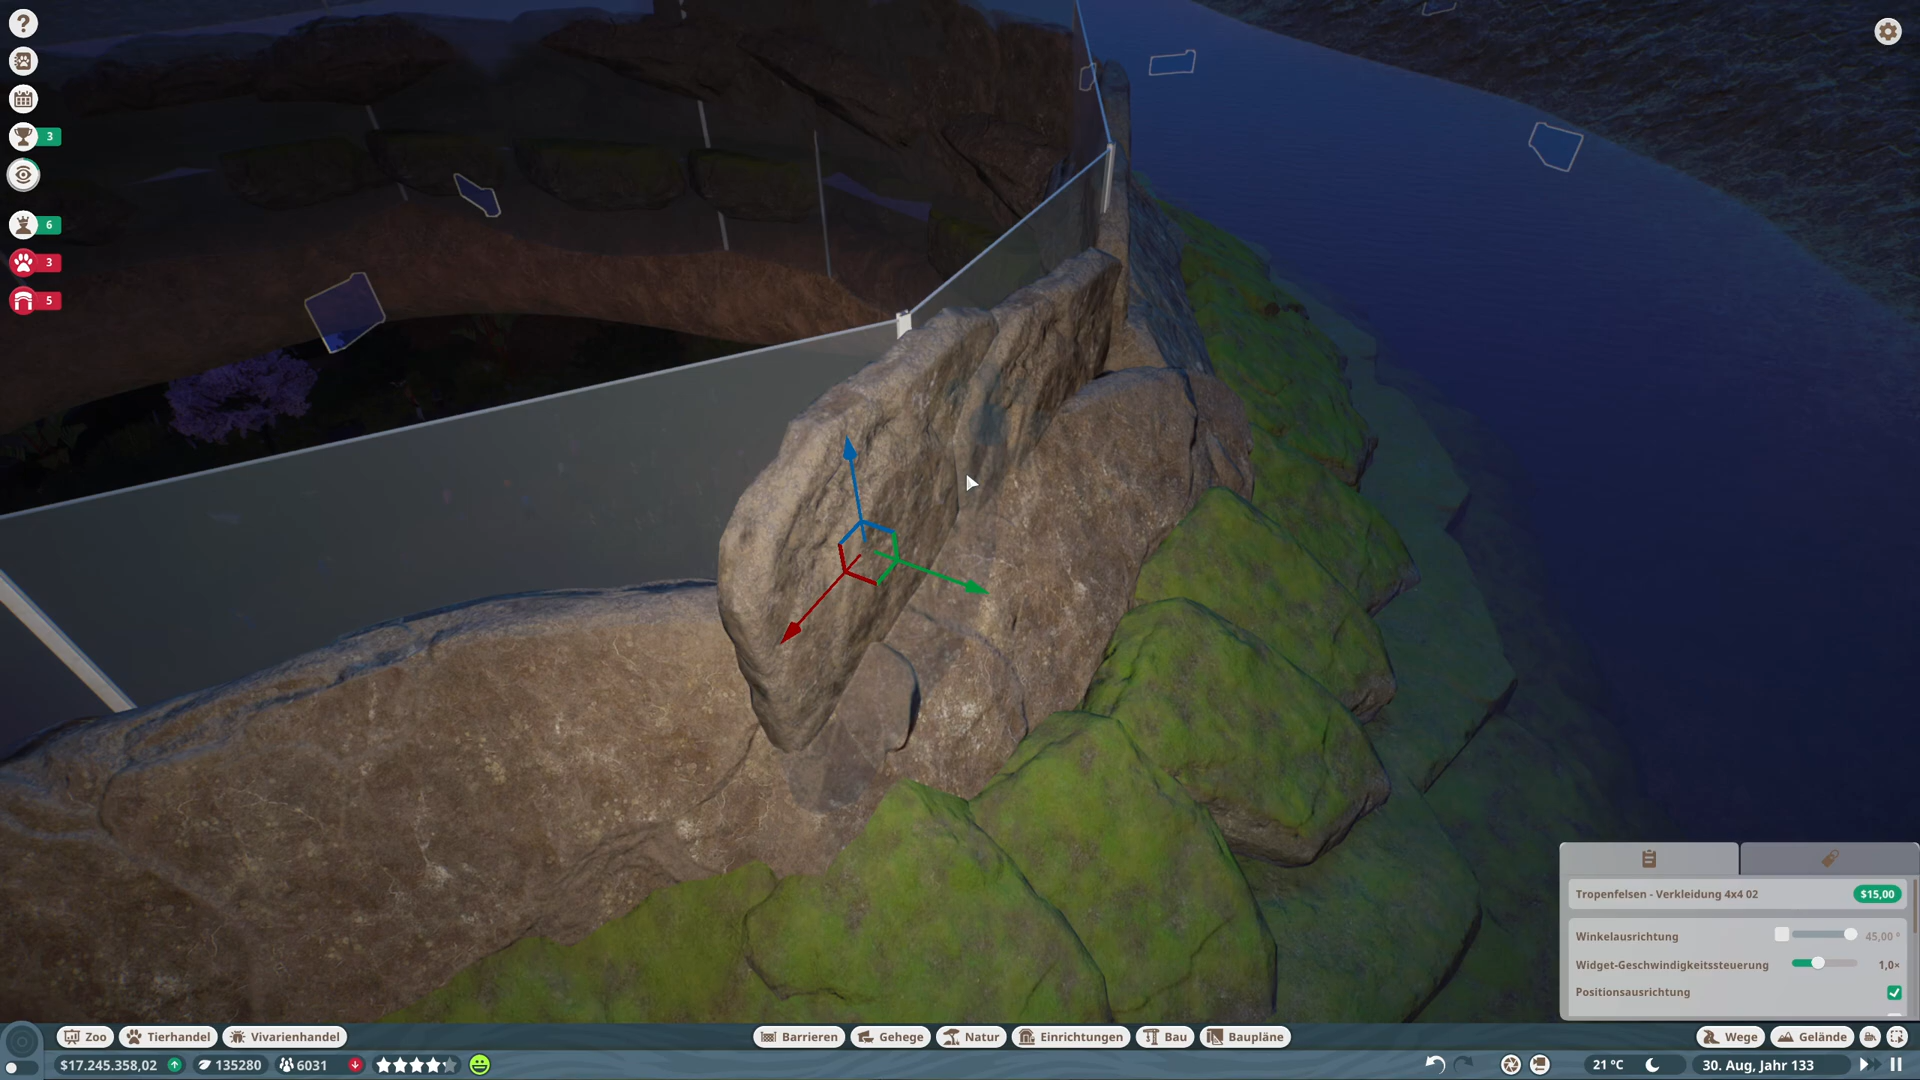 ?
3
6
3
5
Tropenfelsen - Verkleidung 4x4 02 $15,00
Winkelausrichtung 45,00 °
Widget-Geschwindigkeitssteuerung 1,0×
Positionsausrichtung
Zoo Tierhandel Vivarienhandel Barrieren Gehege Natur Einrichtungen Bau Baupläne Wege Gelände
$17.245.358,02 135280 6031 21 °C 30. Aug, Jahr 133